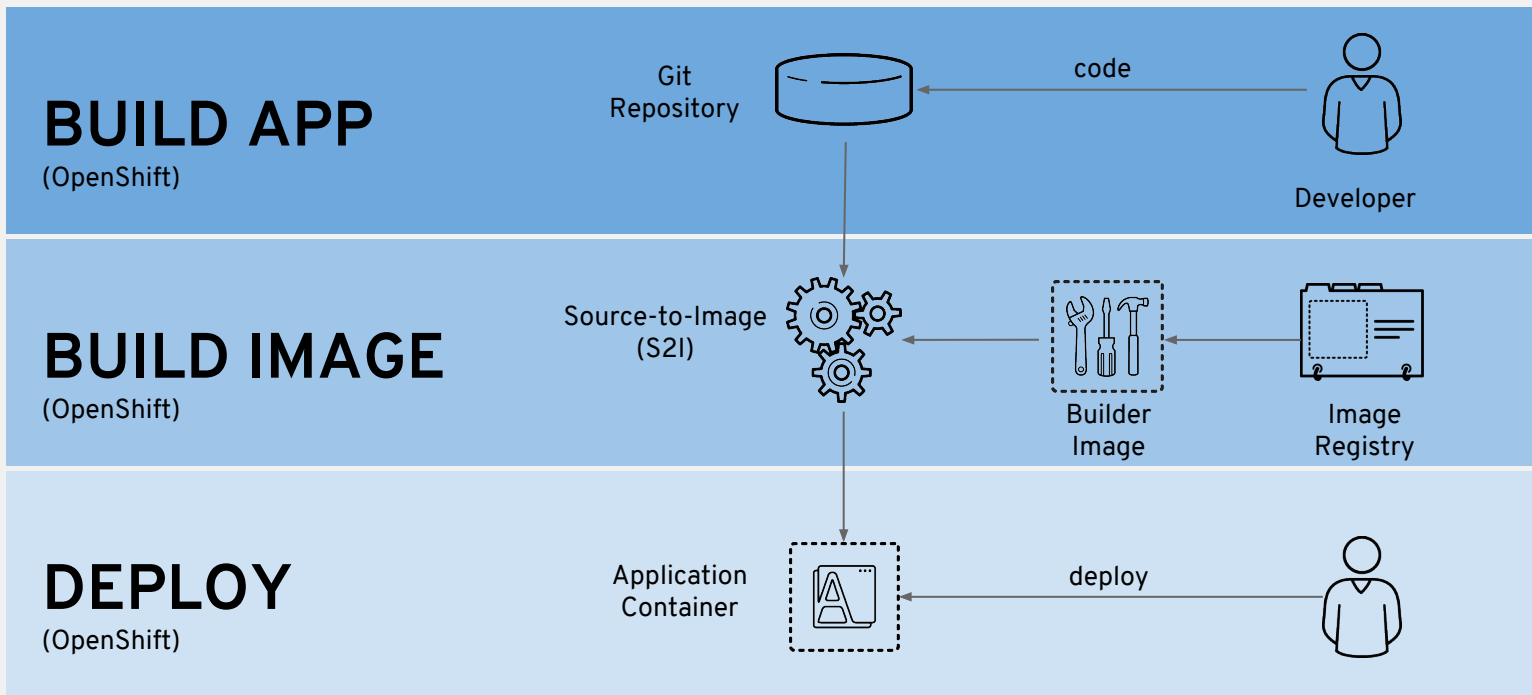 BUILD APP
(OpenShift)
Git
Repository
code
Developer
BUILD IMAGE
(OpenShift)
Source-to-Image
(S2I)
Builder
Image
Image
Registry
DEPLOY
(OpenShift)
Application
Container
A
deploy